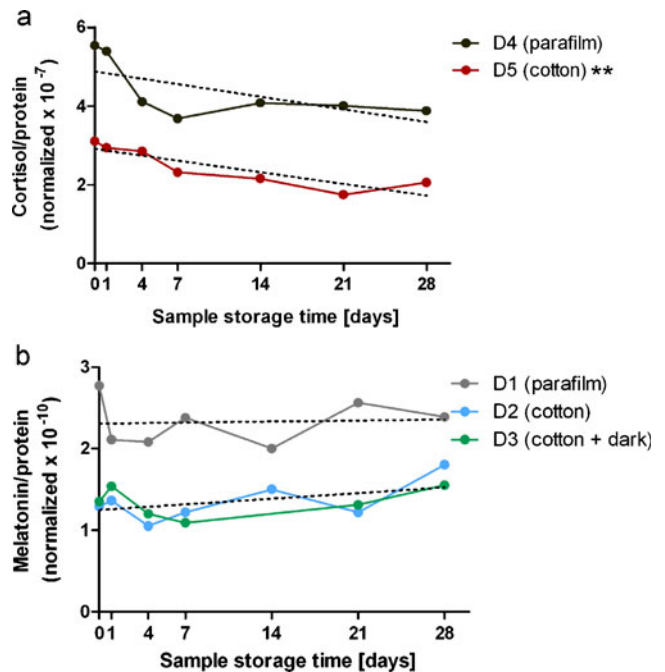 a
Cortisol/protein
(normalized x 10⁻⁷)
6
4
2
0
0 1 4 7 14 21 28
Sample storage time [days]
D4 (parafilm)
D5 (cotton) **
b
Melatonin/protein
(normalized x 10⁻¹⁰)
3
2
1
0
0 1 4 7 14 21 28
Sample storage time [days]
D1 (parafilm)
D2 (cotton)
D3 (cotton + dark)